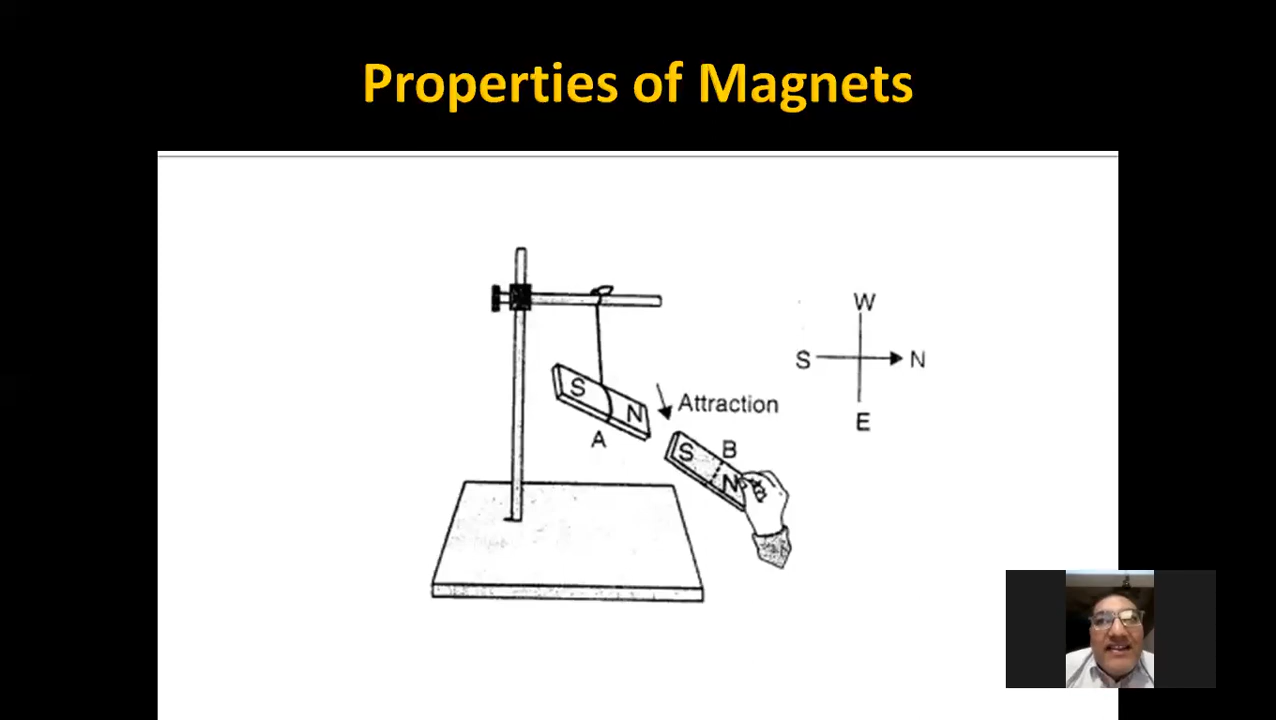 Properties of Magnets
W
S N
E
S N
A
Attraction
B
S N